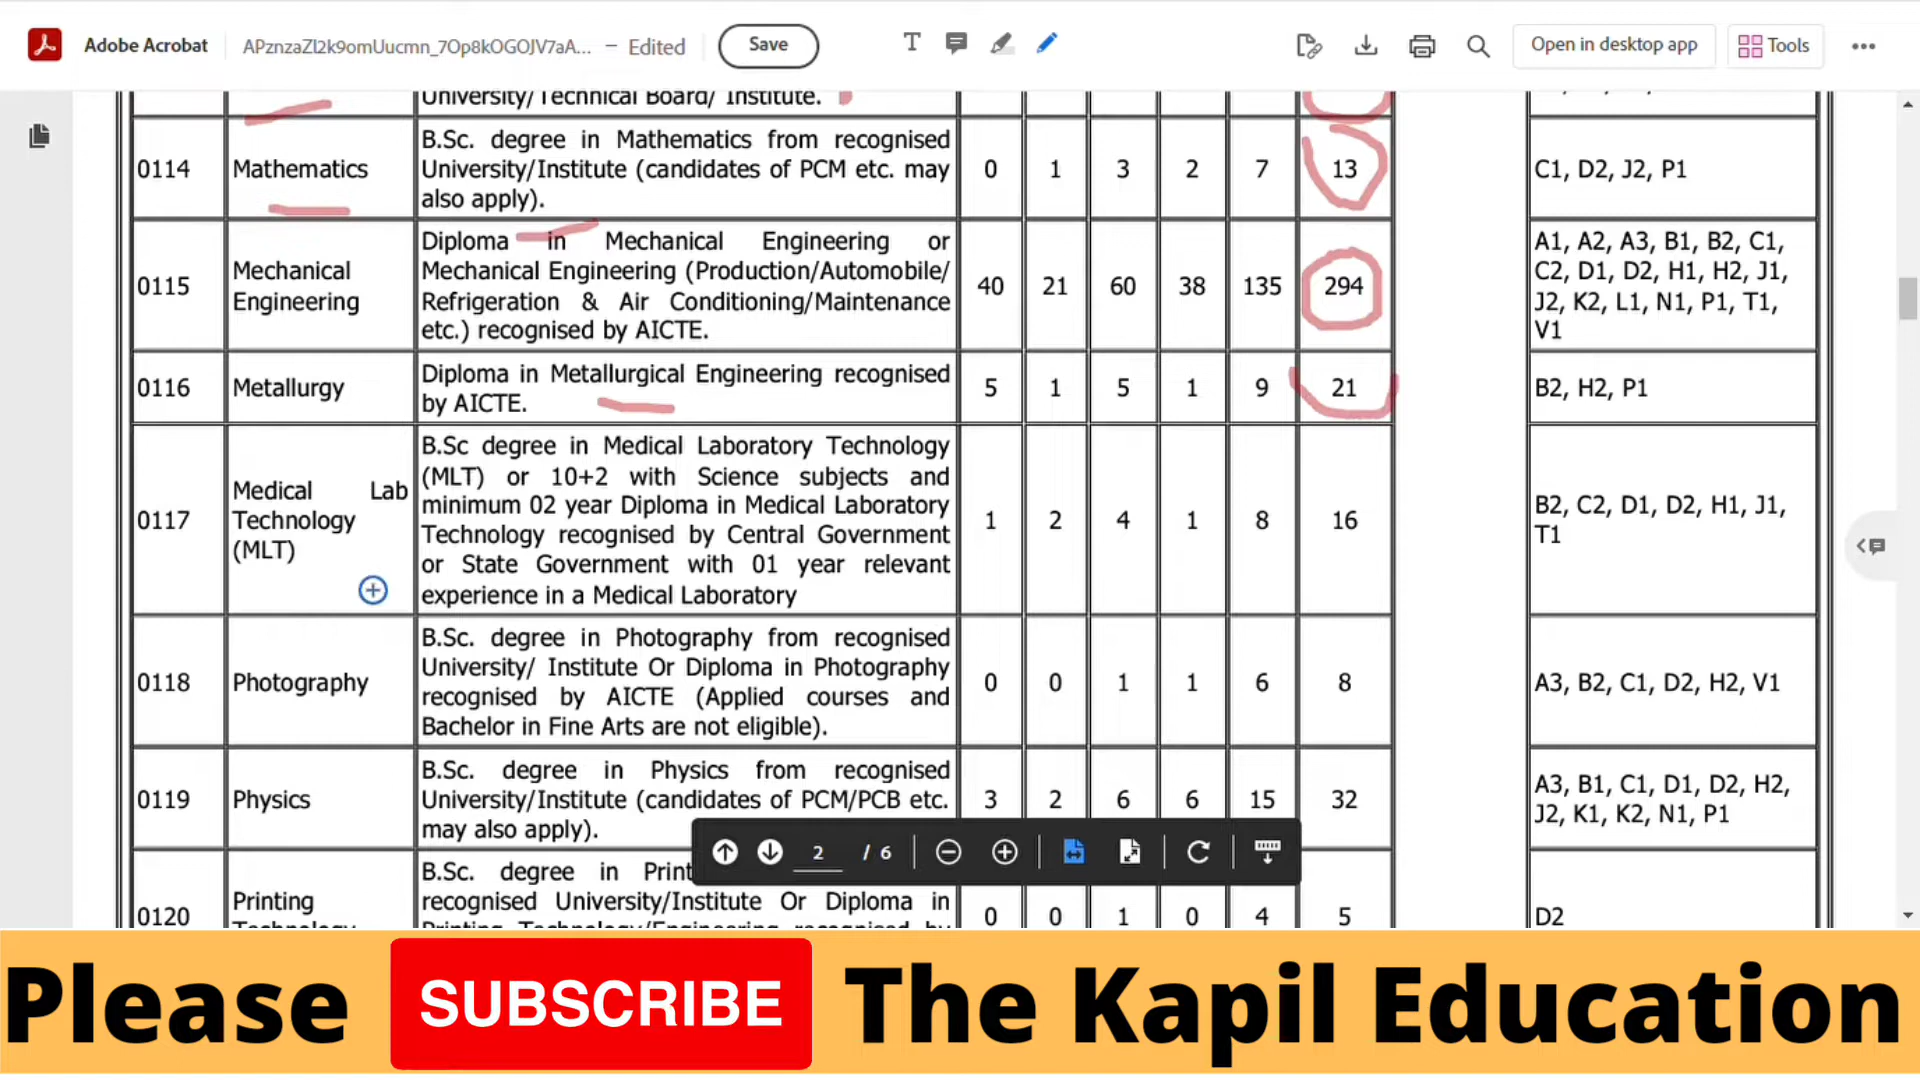 Adobe Acrobat APznzaZl2k9omUucmn_7Op8kOGOJV7aA... – Edited Save Open in desktop app Tools
University/Technical Board/ Institute.
0114 Mathematics B.Sc. degree in Mathematics from recognised
University/Institute (candidates of PCM etc. may
also apply). 0 1 3 2 7 13 C1, D2, J2, P1
0115 Mechanical
Engineering Diploma in Mechanical Engineering or
Mechanical Engineering (Production/Automobile/
Refrigeration & Air Conditioning/Maintenance
etc.) recognised by AICTE. 40 21 60 38 135 294 A1, A2, A3, B1, B2, C1,
C2, D1, D2, H1, H2, J1,
J2, K2, L1, N1, P1, T1,
V1
0116 Metallurgy Diploma in Metallurgical Engineering recognised
by AICTE. 5 1 5 1 9 21 B2, H2, P1
0117 Medical Lab
Technology
(MLT) B.Sc degree in Medical Laboratory Technology
(MLT) or 10+2 with Science subjects and
minimum 02 year Diploma in Medical Laboratory
Technology recognised by Central Government
or State Government with 01 year relevant
experience in a Medical Laboratory 1 2 4 1 8 16 B2, C2, D1, D2, H1, J1,
T1
0118 Photography B.Sc. degree in Photography from recognised
University/ Institute Or Diploma in Photography
recognised by AICTE (Applied courses and
Bachelor in Fine Arts are not eligible). 0 0 1 1 6 8 A3, B2, C1, D2, H2, V1
0119 Physics B.Sc. degree in Physics from recognised
University/Institute (candidates of PCM/PCB etc.
may also apply). 3 2 6 6 15 32 A3, B1, C1, D1, D2, H2,
J2, K1, K2, N1, P1
2 / 6
0120 Printing
Technology B.Sc. degree in Print
recognised University/Institute Or Diploma in
Printing Technology/Engineering recognised by 0 0 1 0 4 5 D2
Please SUBSCRIBE The Kapil Education